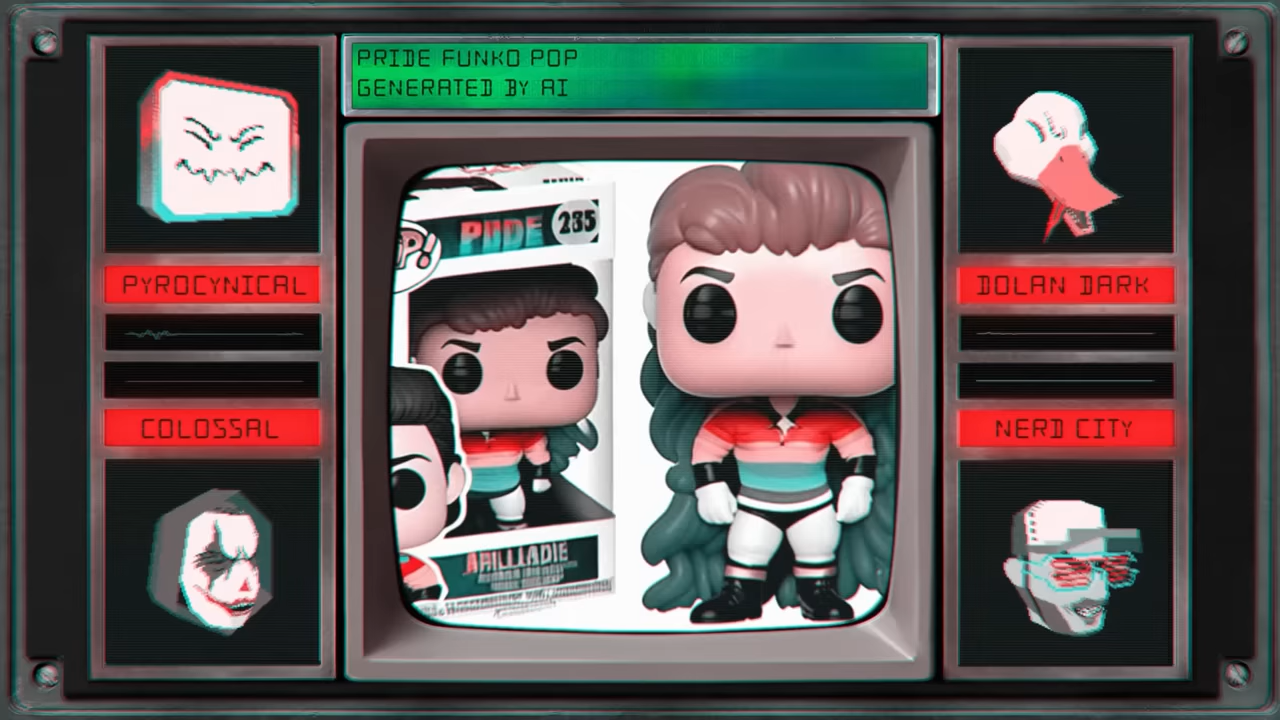 PRIDE FUNKO POP
GENERATED BY AI
PYROCYNICAL
COLOSSAL
P!
PUDE
235
AHILLADIE
DOLAN DARK
NERD CITY